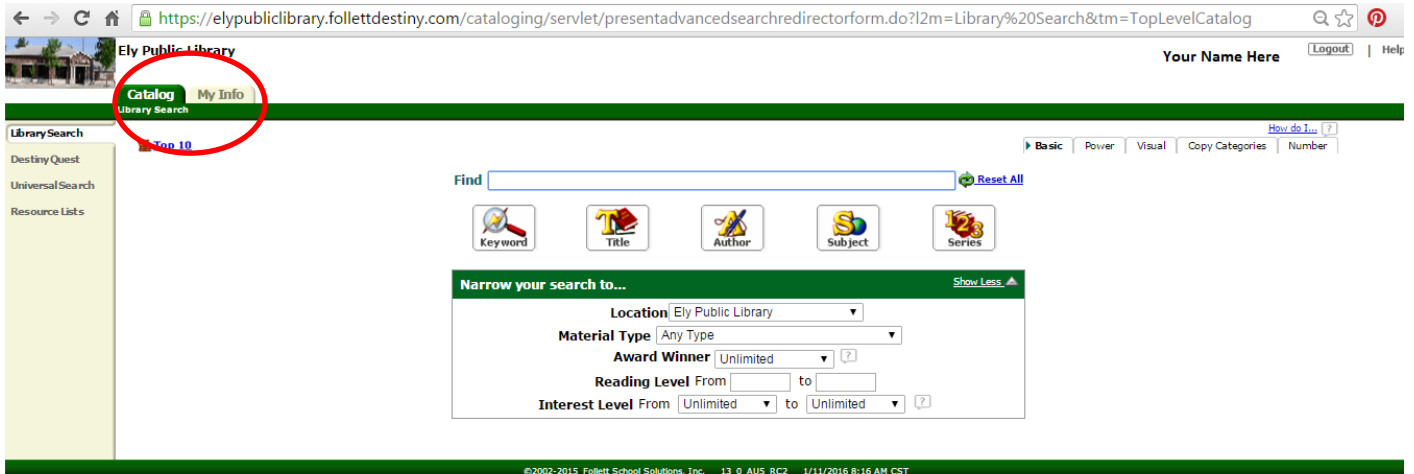 https://elypubliclibrary.follettdestiny.com/cataloging/servlet/presentadvancedsearchredirectorform.do?l2m=Library%20Search&tm=TopLevelCatalog
Ely Public Library
Your Name Here
Logout | Help
Catalog My Info
Library Search
Library Search
Destiny Quest
Universal Search
Resource Lists
Top 10
How do I... ?
Basic Power Visual Copy Categories Number
Find Reset All
Keyword Title Author Subject Series
Narrow your search to... Show Less
Location Ely Public Library
Material Type Any Type
Award Winner Unlimited ?
Reading Level From to
Interest Level From Unlimited to Unlimited ?
©2002-2015 Follett School Solutions, Inc. 13_0_AU5_RC2 1/11/2016 8:16 AM CST